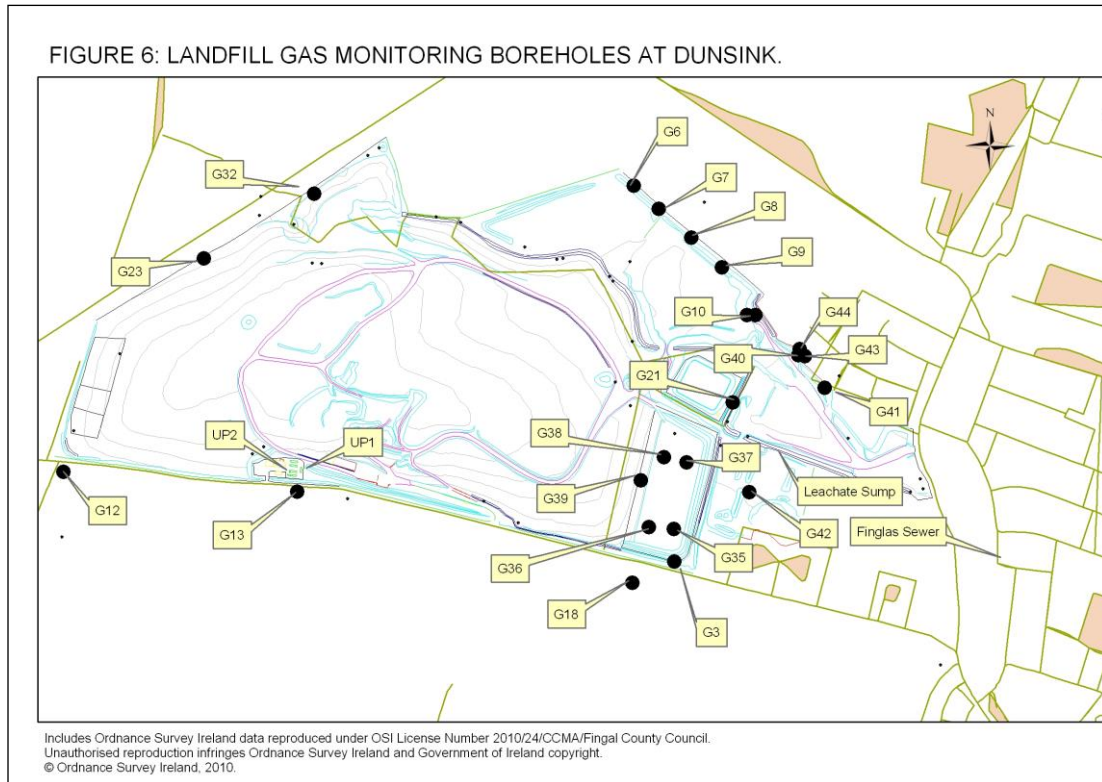 FIGURE 6: LANDFILL GAS MONITORING BOREHOLES AT DUNSINK.
N
G6
G32
G7
G8
G9
G23
G10
G44
G40
G43
G21
G41
G38
UP2
UP1
G37
G39
Leachate Sump
G12
G13
G42
Finglas Sewer
G36
G35
G18
G3
Includes Ordnance Survey Ireland data reproduced under OSI License Number 2010/24/CCMA/Fingal County Council.
Unauthorised reproduction infringes Ordnance Survey Ireland and Government of Ireland copyright.
© Ordnance Survey Ireland, 2010.